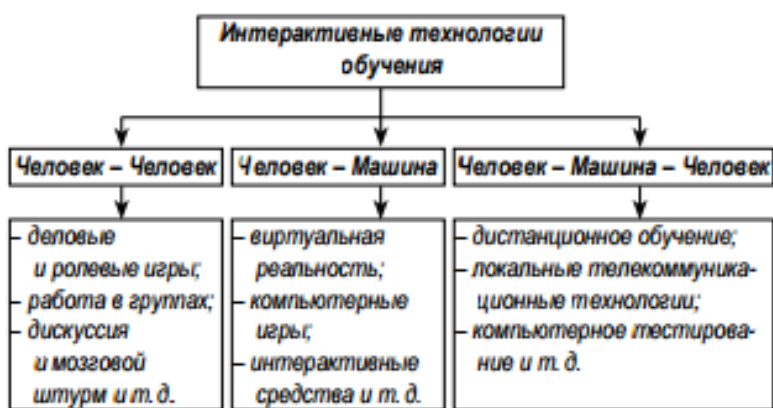 Интерактивные технологии
обучения
Человек – Человек
Человек – Машина
Человек – Машина – Человек
– деловые
и ролевые игры;
– работа в группах;
– дискуссия
и мозговой
штурм и т. д.
– виртуальная
реальность;
– компьютерные
игры;
– интерактивные
средства и т. д.
– дистанционное обучение;
– локальные телекоммуника-
ционные технологии;
– компьютерное тестирова-
ние и т. д.